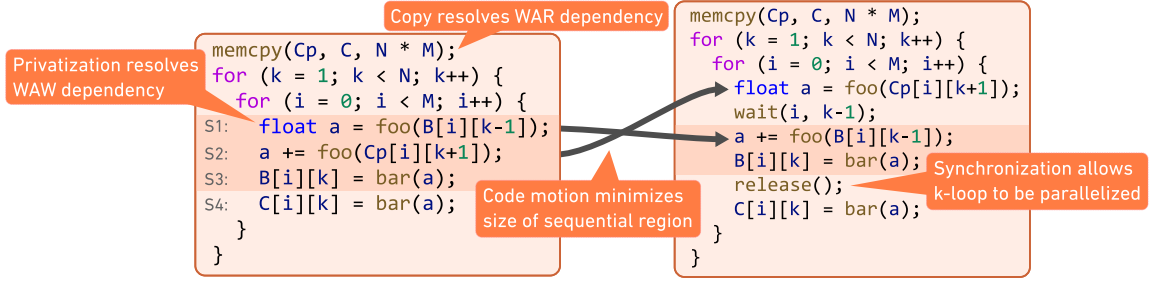 Copy resolves WAR dependency
Privatization resolves
WAW dependency
memcpy(Cp, C, N * M);
for (k = 1; k < N; k++) {
for (i = 0; i < M; i++) {
S1: float a = foo(B[i][k-1]);
S2: a += foo(Cp[i][k+1]);
S3: B[i][k] = bar(a);
S4: C[i][k] = bar(a);
}
}
Code motion minimizes
size of sequential region
memcpy(Cp, C, N * M);
for (k = 1; k < N; k++) {
for (i = 0; i < M; i++) {
float a = foo(Cp[i][k+1]);
wait(i, k-1);
a += foo(B[i][k-1]);
B[i][k] = bar(a);
release();
C[i][k] = bar(a);
}
}
Synchronization allows
k-loop to be parallelized